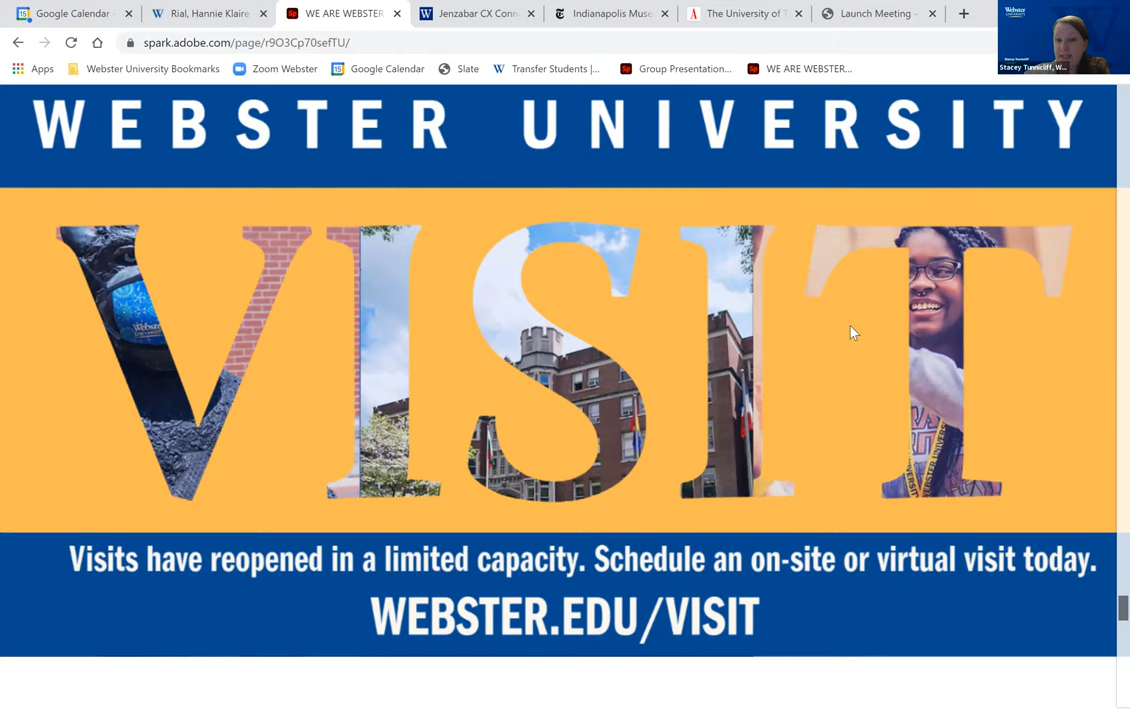 Google Calendar -
Rial, Hannie Klaire
WE ARE WEBSTER
Jenzabar CX Conn
Indianapolis Muse
The University of T
Launch Meeting -
spark.adobe.com/page/r9O3Cp70sefTU/
Apps
Webster University Bookmarks
Zoom Webster
Google Calendar
Slate
Transfer Students |...
Group Presentation...
WE ARE WEBSTER...
Webster
Stacey Tunnicliff, W...
WEBSTER UNIVERSITY
VISIT
Webster
Visits have reopened in a limited capacity. Schedule an on-site or virtual visit today.
WEBSTER.EDU/VISIT